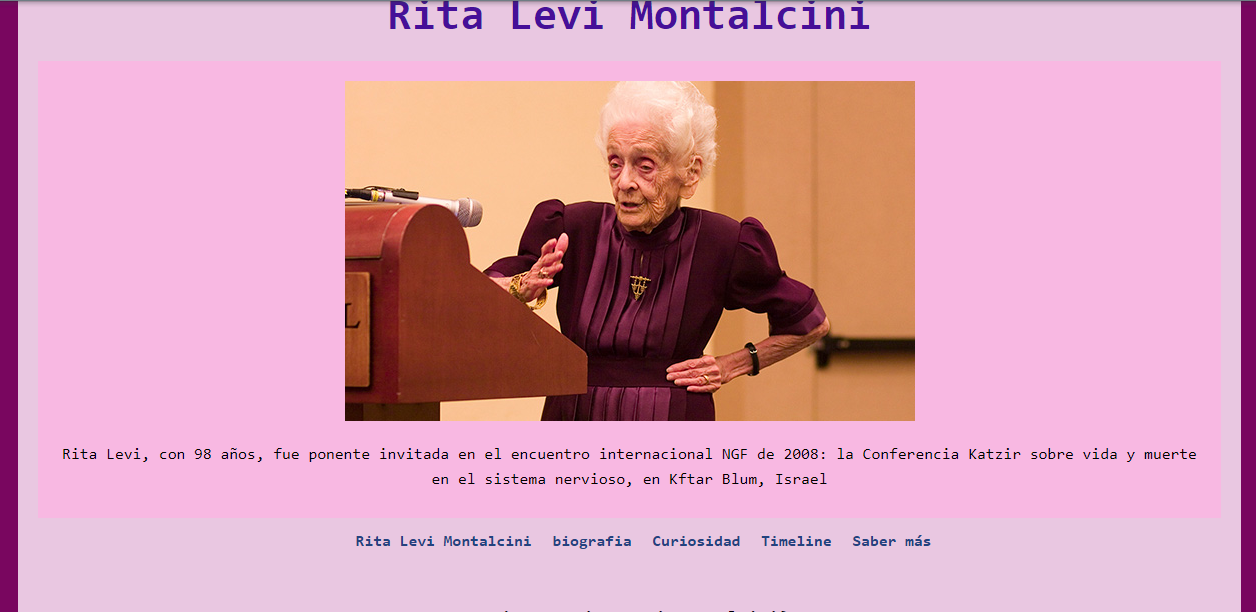 Rita Levi Montalcini
L
Rita Levi, con 98 años, fue ponente invitada en el encuentro internacional NGF de 2008: la Conferencia Katzir sobre vida y muerte
en el sistema nervioso, en Kftar Blum, Israel
Rita Levi Montalcini biografia Curiosidad Timeline Saber más